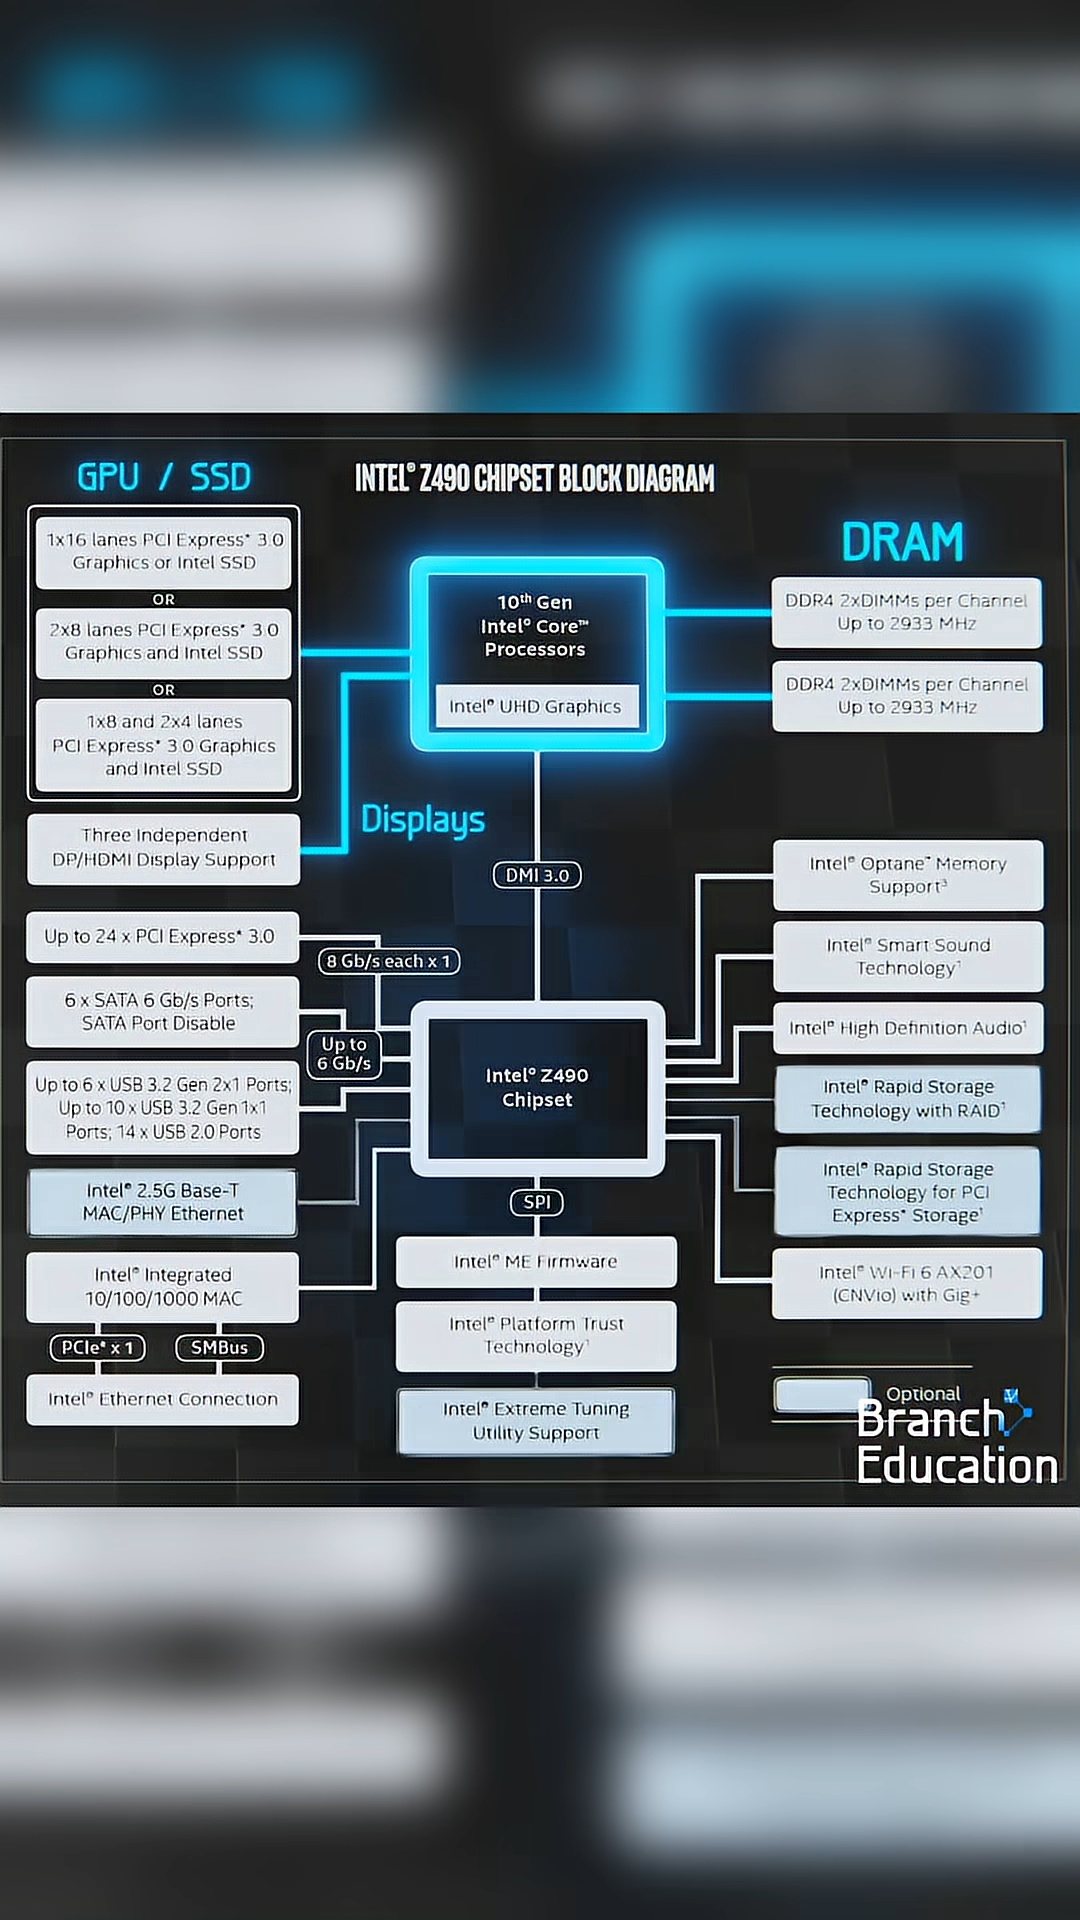 GPU / SSD
INTEL® Z490 CHIPSET BLOCK DIAGRAM
1x16 lanes PCI Express* 3.0
Graphics or Intel SSD
OR
2x8 lanes PCI Express* 3.0
Graphics and Intel SSD
OR
1x8 and 2x4 lanes
PCI Express* 3.0 Graphics
and Intel SSD
Three Independent
DP/HDMI Display Support
Displays
10th Gen
Intel® Core™
Processors
Intel® UHD Graphics
DRAM
DDR4 2xDIMMs per Channel
Up to 2933 MHz
DDR4 2xDIMMs per Channel
Up to 2933 MHz
DMI 3.0
Up to 24 x PCI Express* 3.0
8 Gb/s each x 1
6 x SATA 6 Gb/s Ports;
SATA Port Disable
Up to
6 Gb/s
Up to 6 x USB 3.2 Gen 2x1 Ports;
Up to 10 x USB 3.2 Gen 1x1
Ports; 14 x USB 2.0 Ports
Intel® 2.5G Base-T
MAC/PHY Ethernet
Intel® Integrated
10/100/1000 MAC
PCIe* x 1
SMBus
Intel® Ethernet Connection
Intel® Z490
Chipset
SPI
Intel® ME Firmware
Intel® Platform Trust
Technology¹
Intel® Extreme Tuning
Utility Support
Intel® Optane™ Memory
Support³
Intel® Smart Sound
Technology¹
Intel® High Definition Audio¹
Intel® Rapid Storage
Technology with RAID¹
Intel® Rapid Storage
Technology for PCI
Express* Storage¹
Intel® Wi-Fi 6 AX201
(CNVio) with Gig+
Optional
Branch
Education